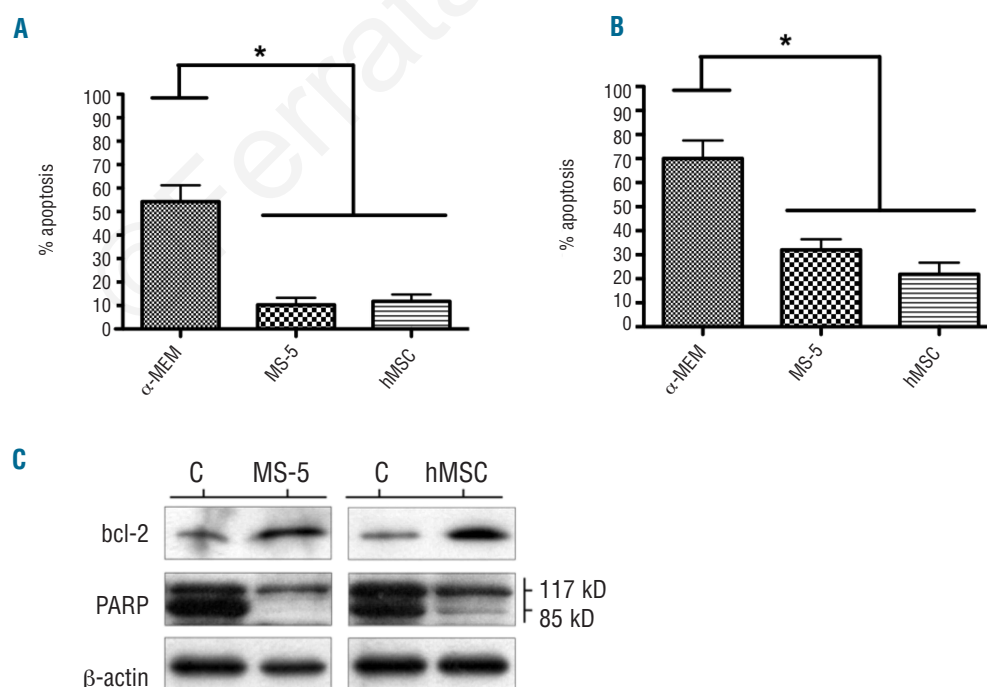 ©Ferrata
A
*
% apoptosis
100
90
80
70
60
50
40
30
20
10
0
α-MEM
MS-5
hMSC
B
*
% apoptosis
100
90
80
70
60
50
40
30
20
10
0
α-MEM
MS-5
hMSC
C
C MS-5 C hMSC
bcl-2
PARP
117 kD
85 kD
β-actin